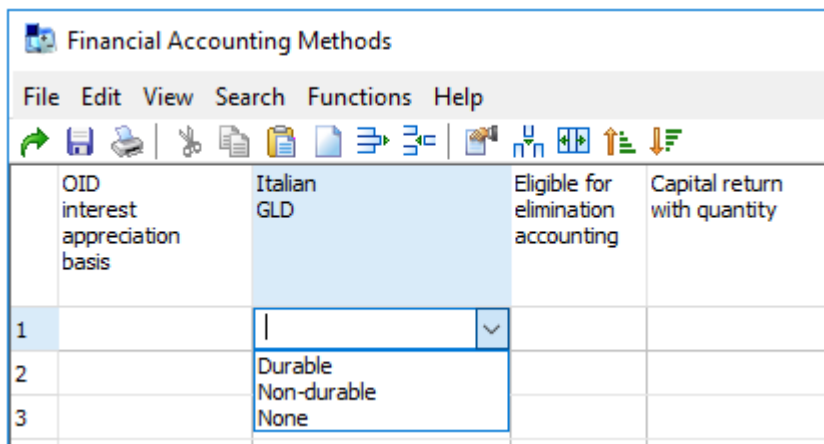 Financial Accounting Methods
File Edit View Search Functions Help
OID
interest
appreciation
basis
Italian
GLD
Eligible for
elimination
accounting
Capital return
with quantity
1
2
3
Durable
Non-durable
None